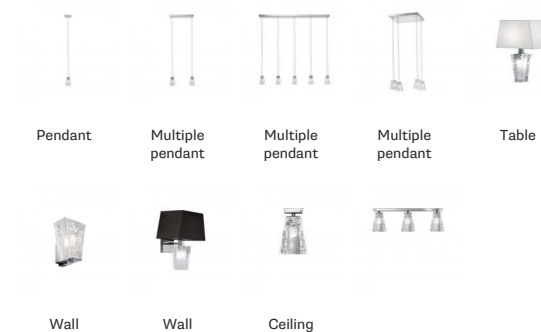 Pendant
Multiple
pendant
Multiple
pendant
Multiple
pendant
Table
Wall
Wall
Ceiling